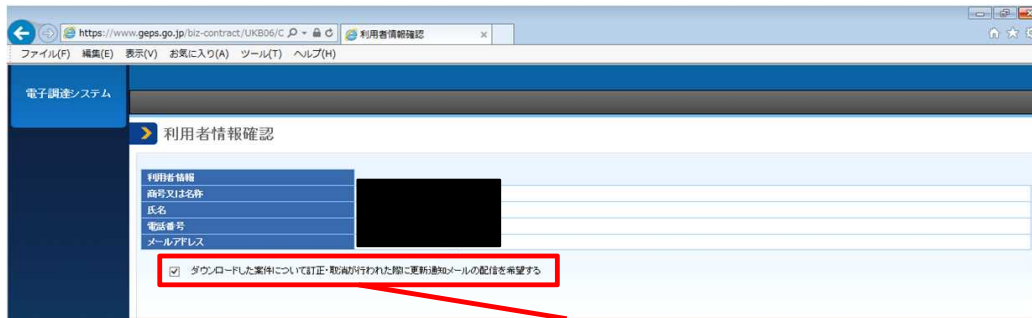 https://www.geps.go.jp/biz-contract/UKB06/C
利用者情報確認
ファイル(F) 編集(E) 表示(V) お気に入り(A) ツール(T) ヘルプ(H)
電子調達システム
利用者情報確認
利用者情報
商号又は名称
氏名
電話番号
メールアドレス
ダウンロードした案件について訂正・取消が行われた際に更新通知メールの配信を希望する